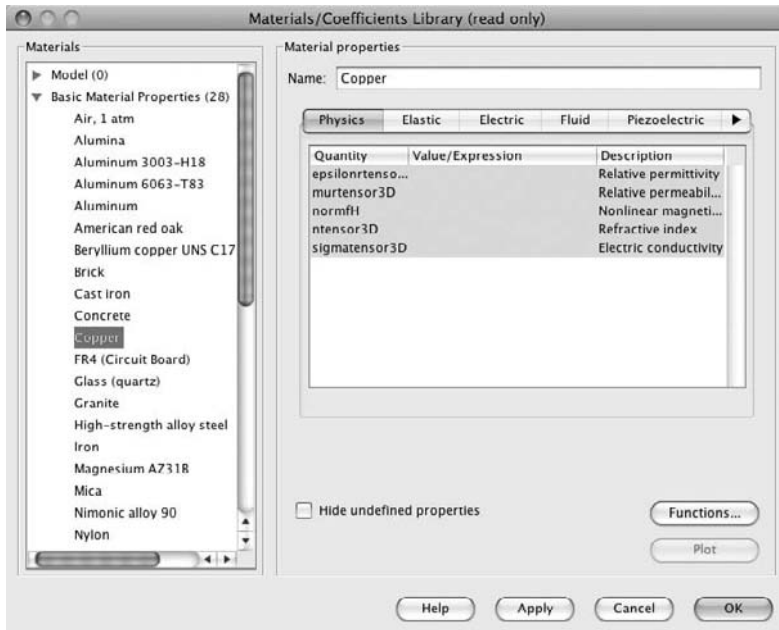 Materials/Coefficients Library (read only)
Materials
Model (0)
Basic Material Properties (28)
Air, 1 atm
Alumina
Aluminum 3003-H18
Aluminum 6063-T83
Aluminum
American red oak
Beryllium copper UNS C17
Brick
Cast iron
Concrete
Copper
FR4 (Circuit Board)
Glass (quartz)
Granite
High-strength alloy steel
Iron
Magnesium AZ31B
Mica
Nimonic alloy 90
Nylon
Material properties
Name: Copper
Physics Elastic Electric Fluid Piezoelectric
Quantity Value/Expression Description
epsilonrtenso... Relative permittivity
murtensor3D Relative permeabil...
normfH Nonlinear magneti...
ntensor3D Refractive index
sigmatensor3D Electric conductivity
Hide undefined properties
Functions...
Plot
Help Apply Cancel OK